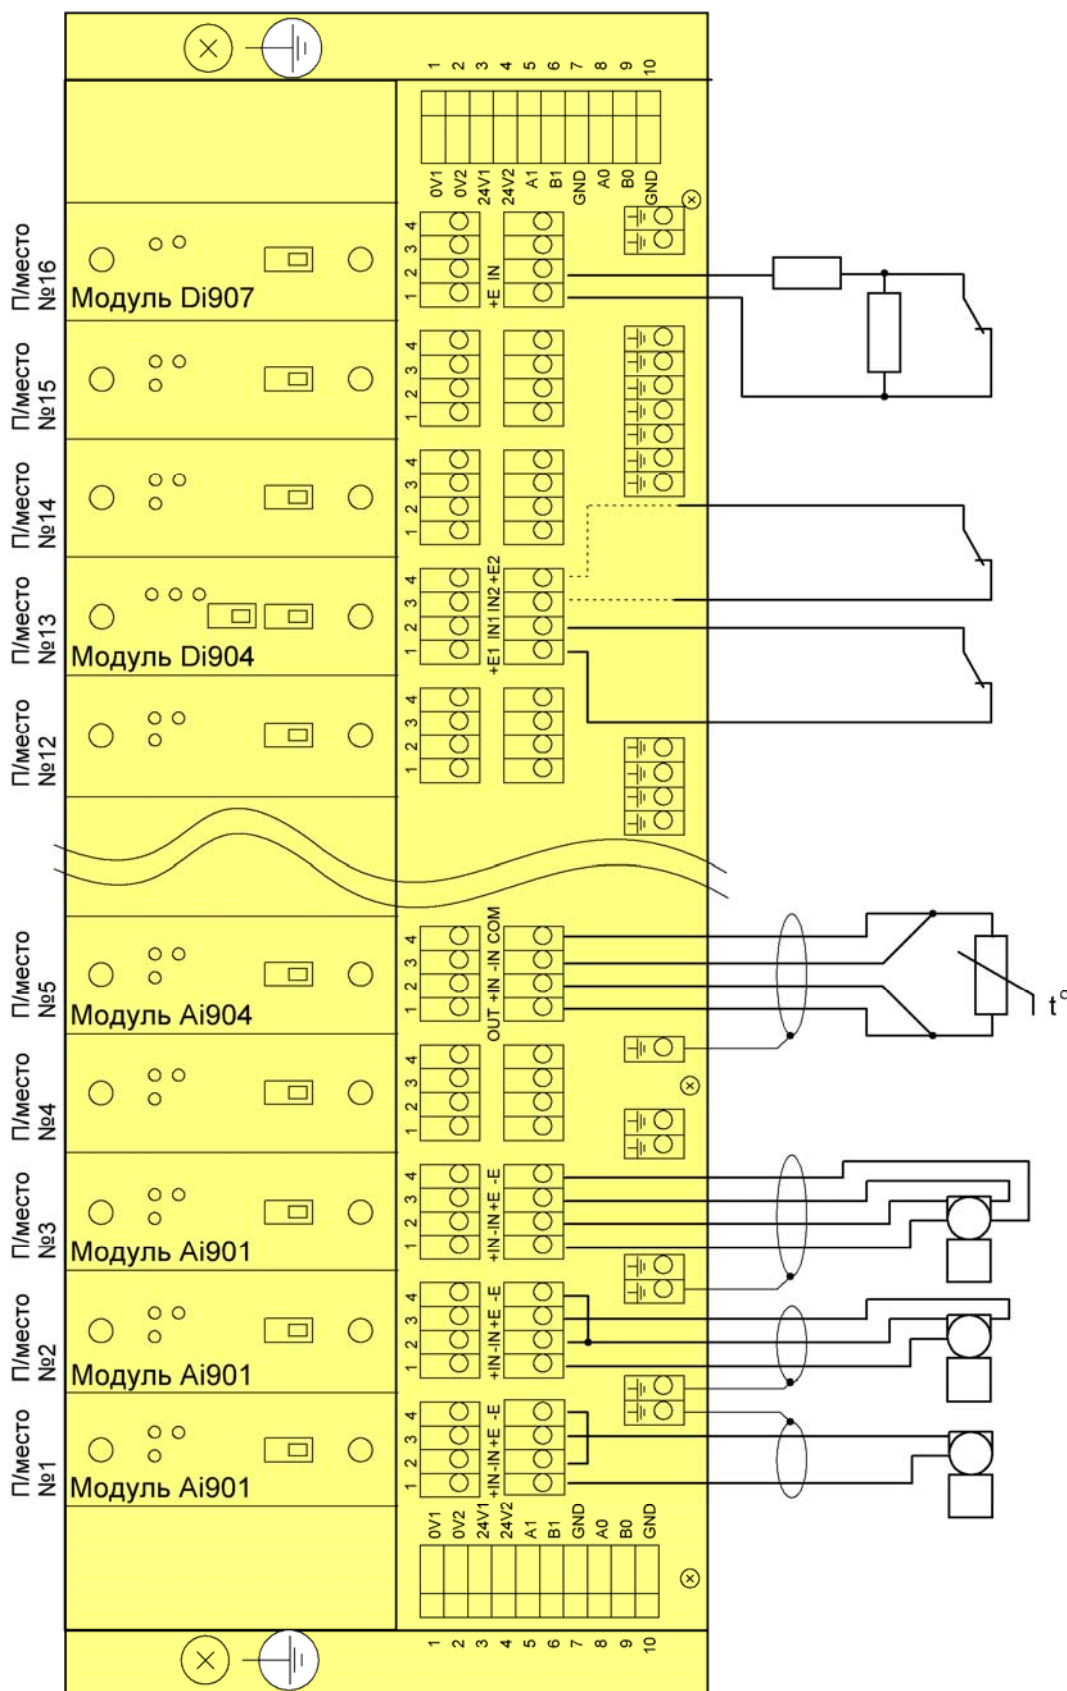 1 2 3 4 5 6 7 8 9 10
0V1 0V2 24V1 24V2 A1 B1 GND A0 B0 GND
П/место
№16
Модуль Di907
1 2 3 4
+E IN
П/место
№15
1 2 3 4
П/место
№14
1 2 3 4
П/место
№13
Модуль Di904
1 2 3 4
+E1 IN1 IN2 +E2
П/место
№12
1 2 3 4
П/место
№5
Модуль Ai904
1 2 3 4
OUT +IN -IN COM
t°
П/место
№4
1 2 3 4
П/место
№3
Модуль Ai901
1 2 3 4
+IN -IN +E -E
П/место
№2
Модуль Ai901
1 2 3 4
+IN -IN +E -E
П/место
№1
Модуль Ai901
1 2 3 4
+IN -IN +E -E
0V1 0V2 24V1 24V2 A1 B1 GND A0 B0 GND
1 2 3 4 5 6 7 8 9 10